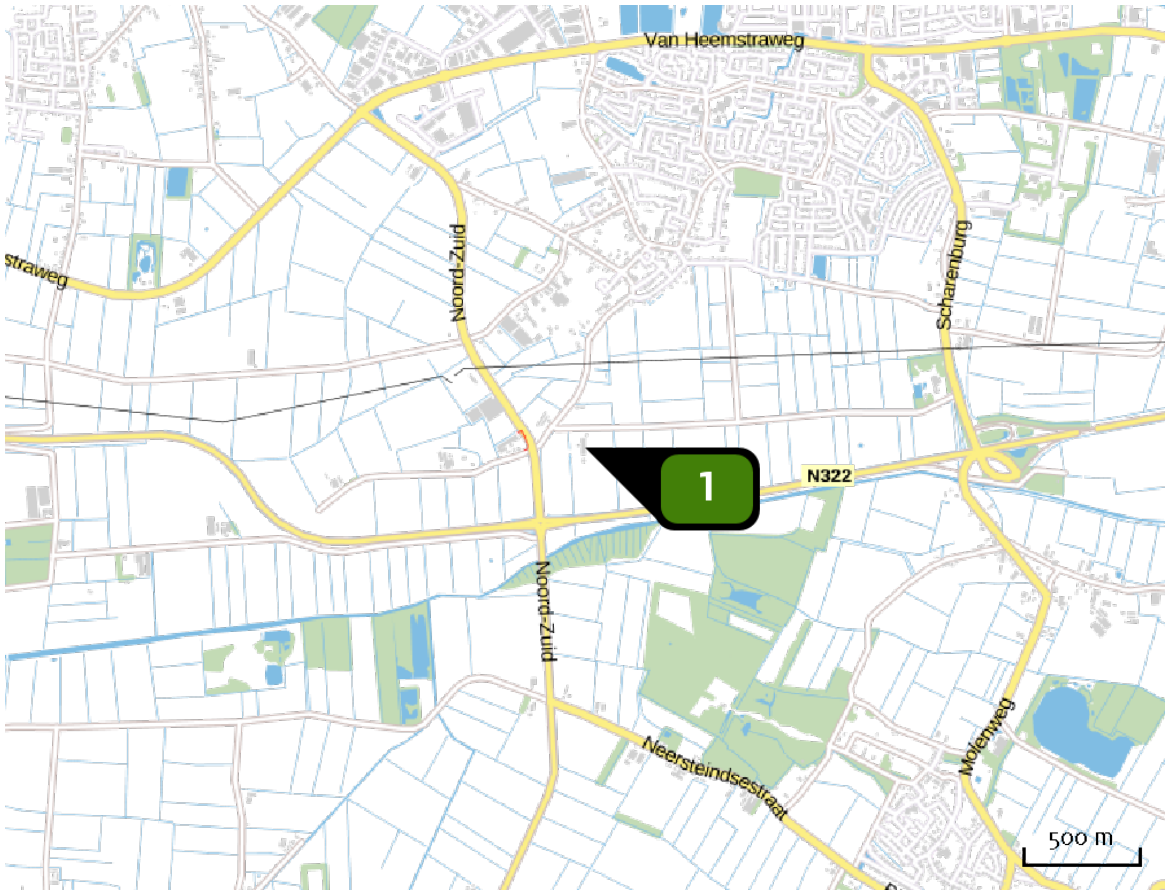 Van Heemstraweg
Noord-Zuid
straweg
Scharenburg
1
N322
Noord-Zuid
Neersteindsestraat
Molenweg
500 m